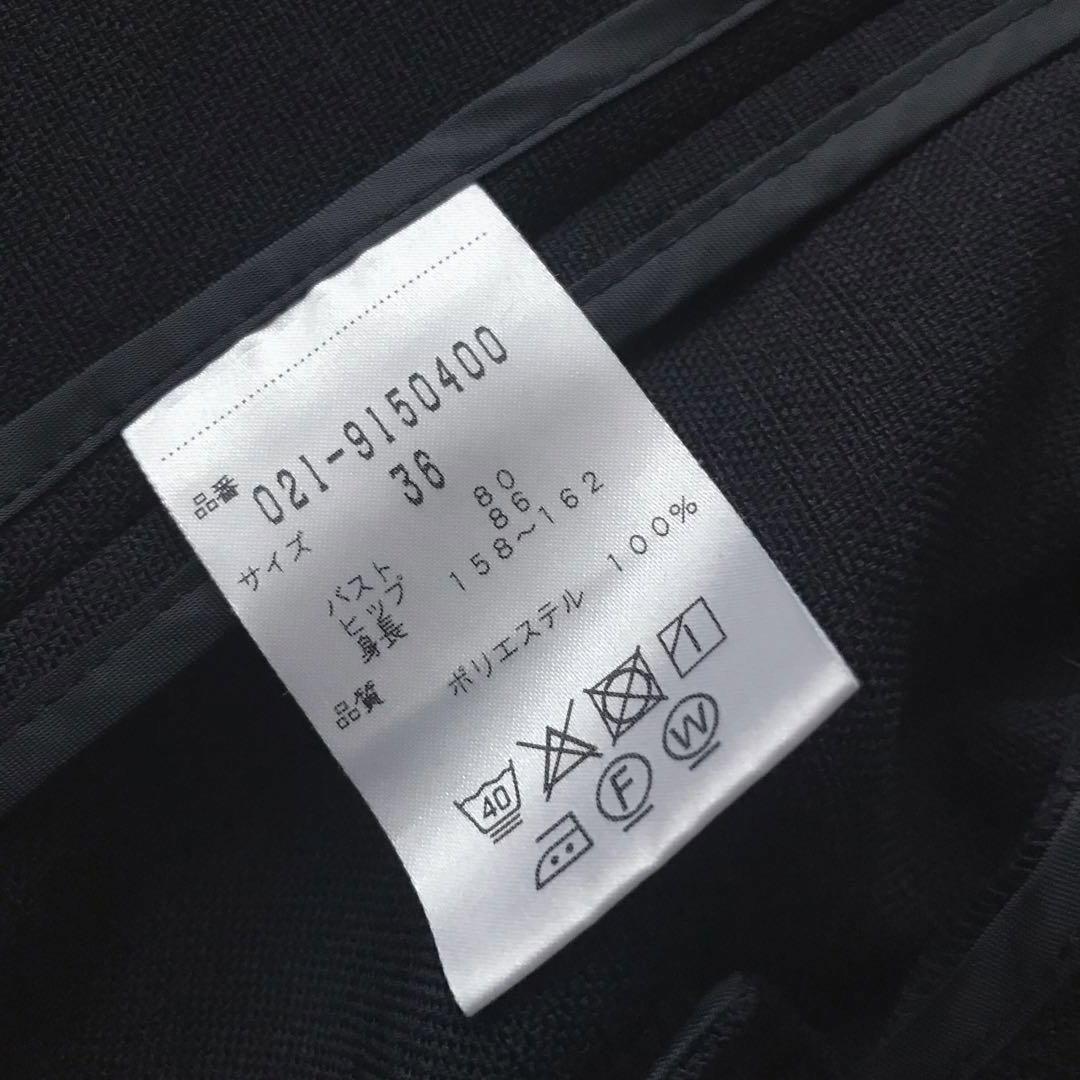 品番 021-9150400
サイズ 36
バスト 80
ヒップ 86
身長 158～162
品質 ポリエステル 100%
40
F W